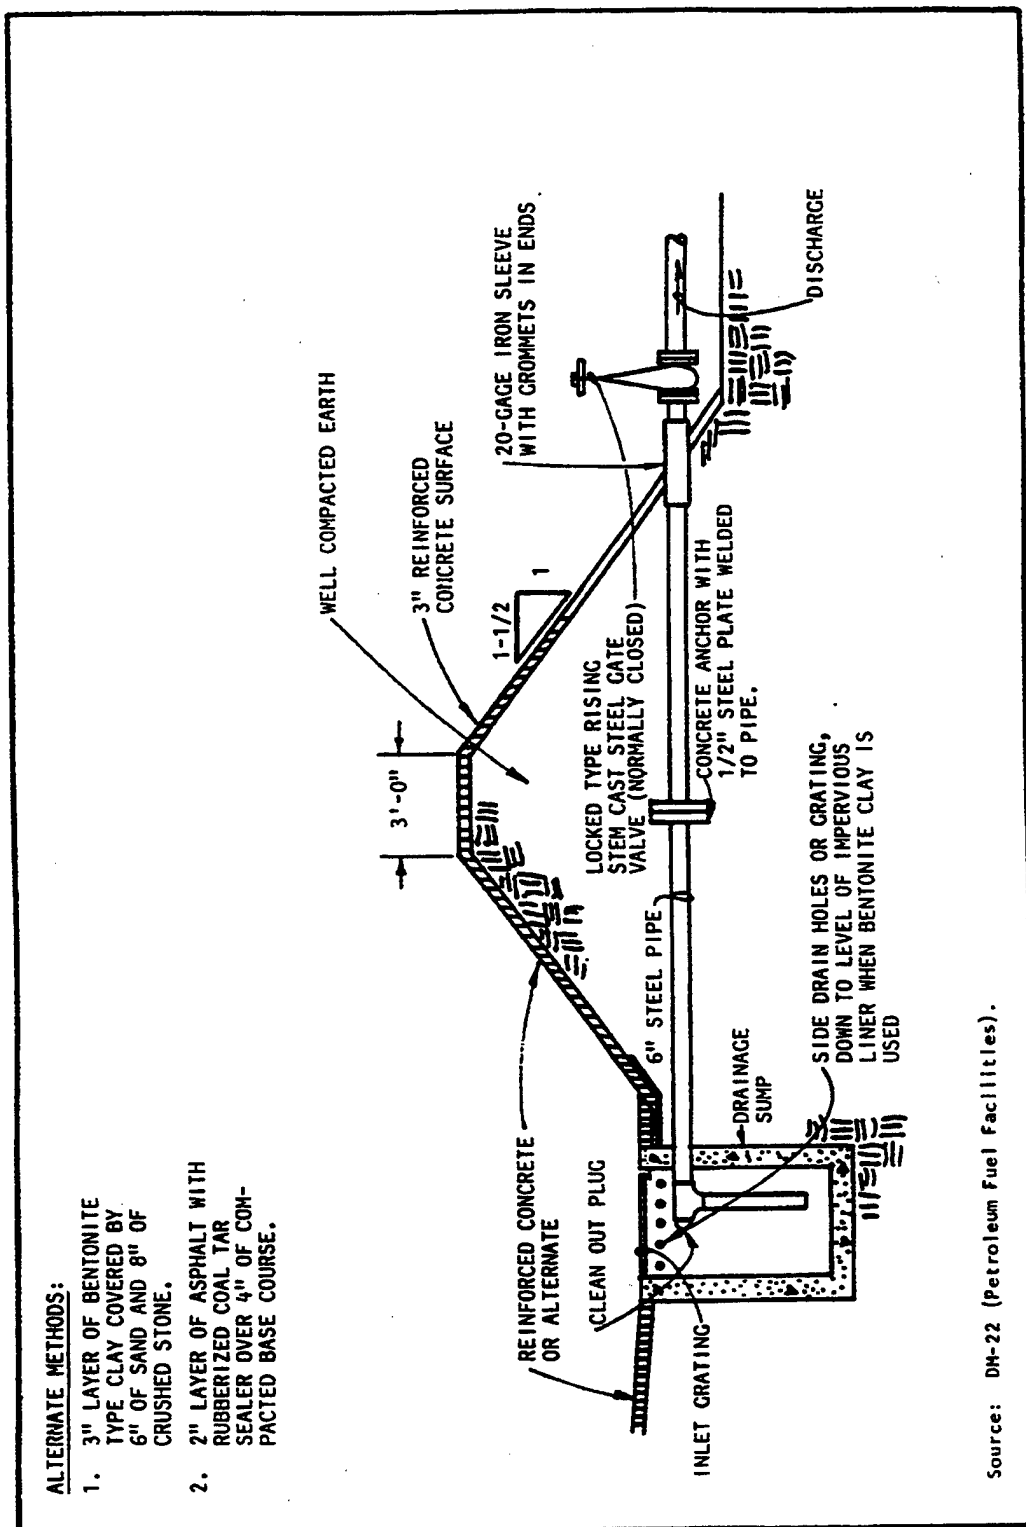 ALTERNATE METHODS:
1. 3" LAYER OF BENTONITE
TYPE CLAY COVERED BY
6" OF SAND AND 8" OF
CRUSHED STONE.
2. 2" LAYER OF ASPHALT WITH
RUBBERIZED COAL TAR
SEALER OVER 4" OF COM-
PACTED BASE COURSE.
WELL COMPACTED EARTH
3'-0"
3" REINFORCED
CONCRETE SURFACE
1-1/2
1
20-GAGE IRON SLEEVE
WITH GROMMETS IN ENDS
REINFORCED CONCRETE
OR ALTERNATE
CLEAN OUT PLUG
INLET GRATING
6" STEEL PIPE
LOCKED TYPE RISING
STEM CAST STEEL GATE
VALVE (NORMALLY CLOSED)
CONCRETE ANCHOR WITH
1/2" STEEL PLATE WELDED
TO PIPE.
DRAINAGE
SUMP
SIDE DRAIN HOLES OR GRATING,
DOWN TO LEVEL OF IMPERVIOUS
LINER WHEN BENTONITE CLAY IS
USED
DISCHARGE
Source: DM-22 (Petroleum Fuel Facilities).